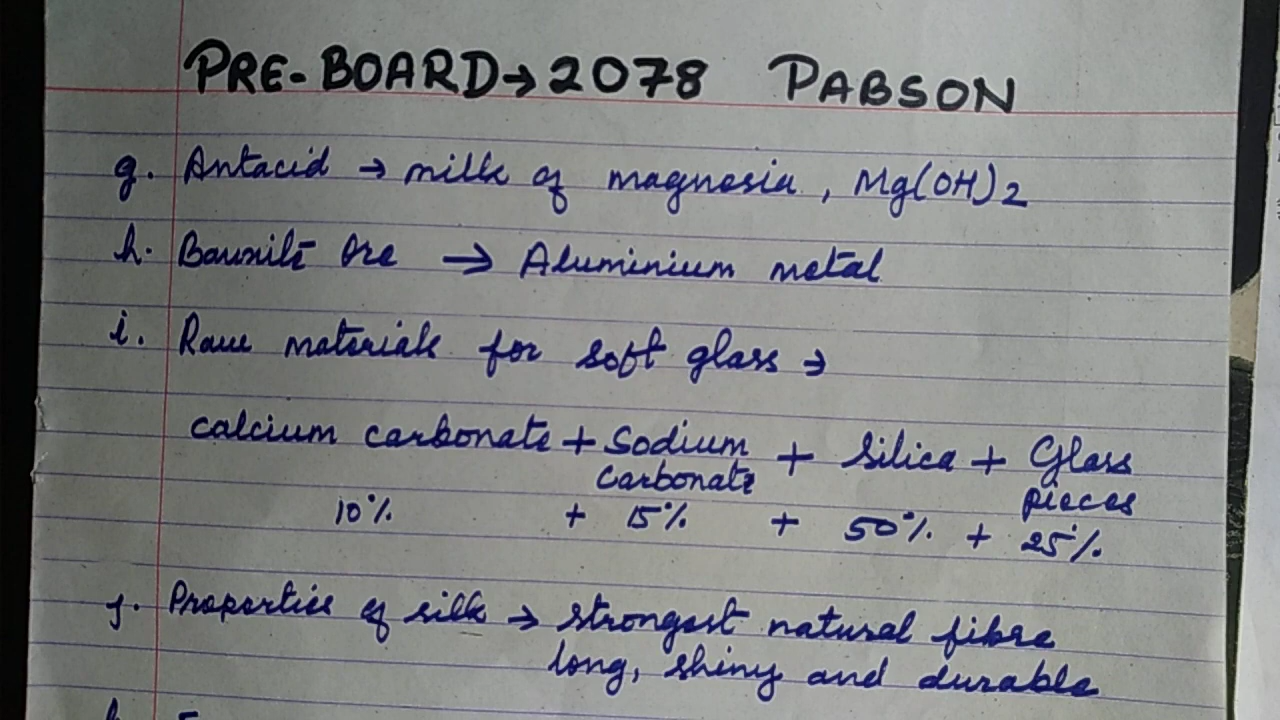 PRE-BOARD→2078 PABSON
g. Antacid → milk of magnesia, Mg(OH)2
h. Bauxite Ore → Aluminium metal
i. Raw materials for soft glass →
calcium carbonate + Sodium Carbonate + Silica + Glass pieces
10% + 15% + 50% + 25%
j. Properties of silk → strongest natural fibre
long, shiny and durable